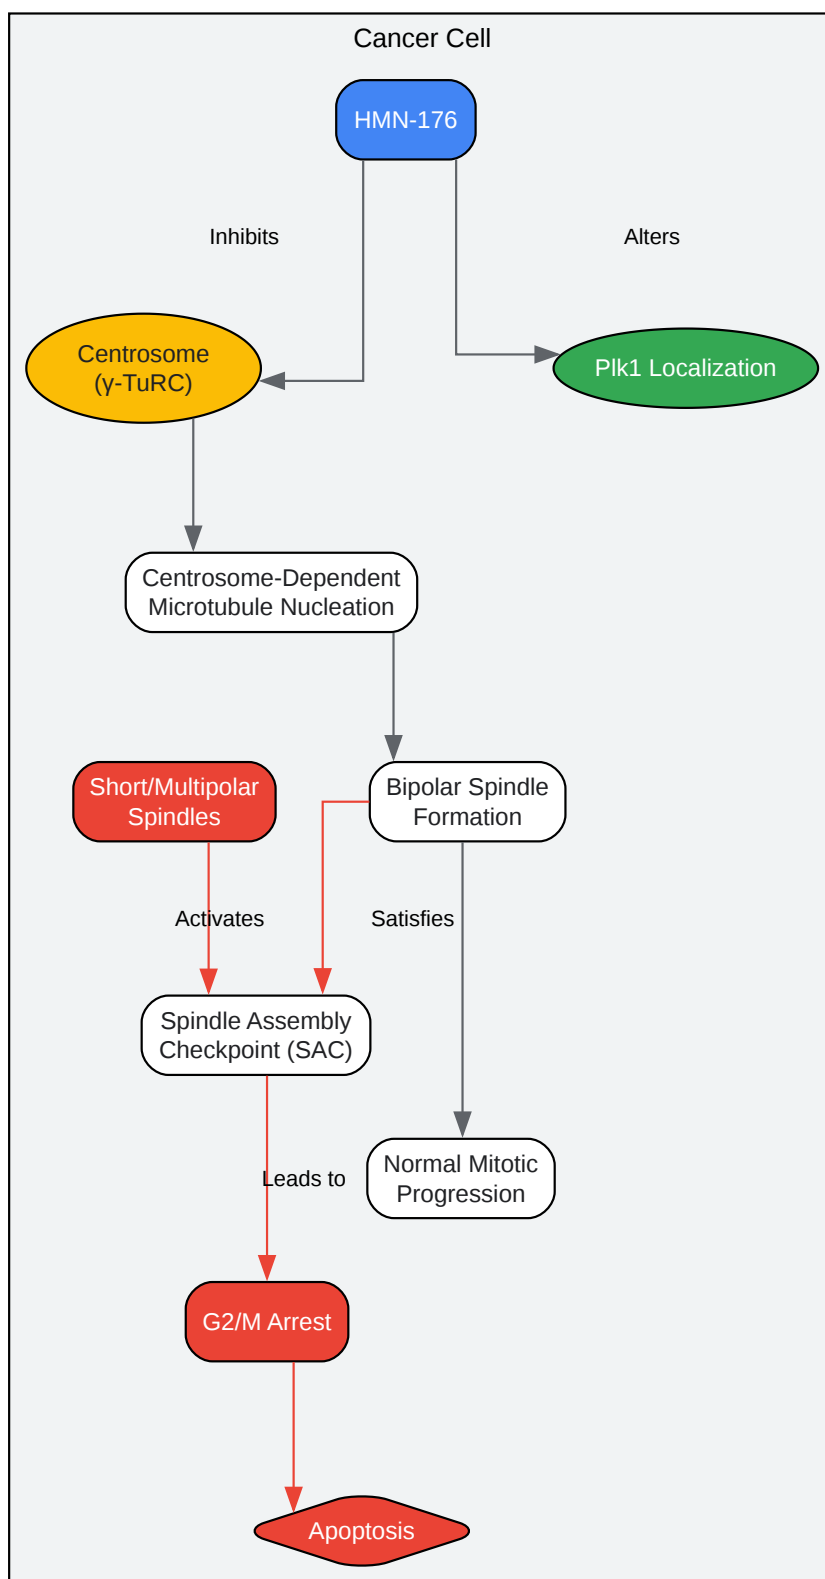 Cancer Cell
HMN-176
Inhibits
Alters
Centrosome
(γ-TuRC)
Plk1 Localization
Centrosome-Dependent
Microtubule Nucleation
Short/Multipolar
Spindles
Bipolar Spindle
Formation
Activates
Satisfies
Spindle Assembly
Checkpoint (SAC)
Normal Mitotic
Progression
Leads to
G2/M Arrest
Apoptosis